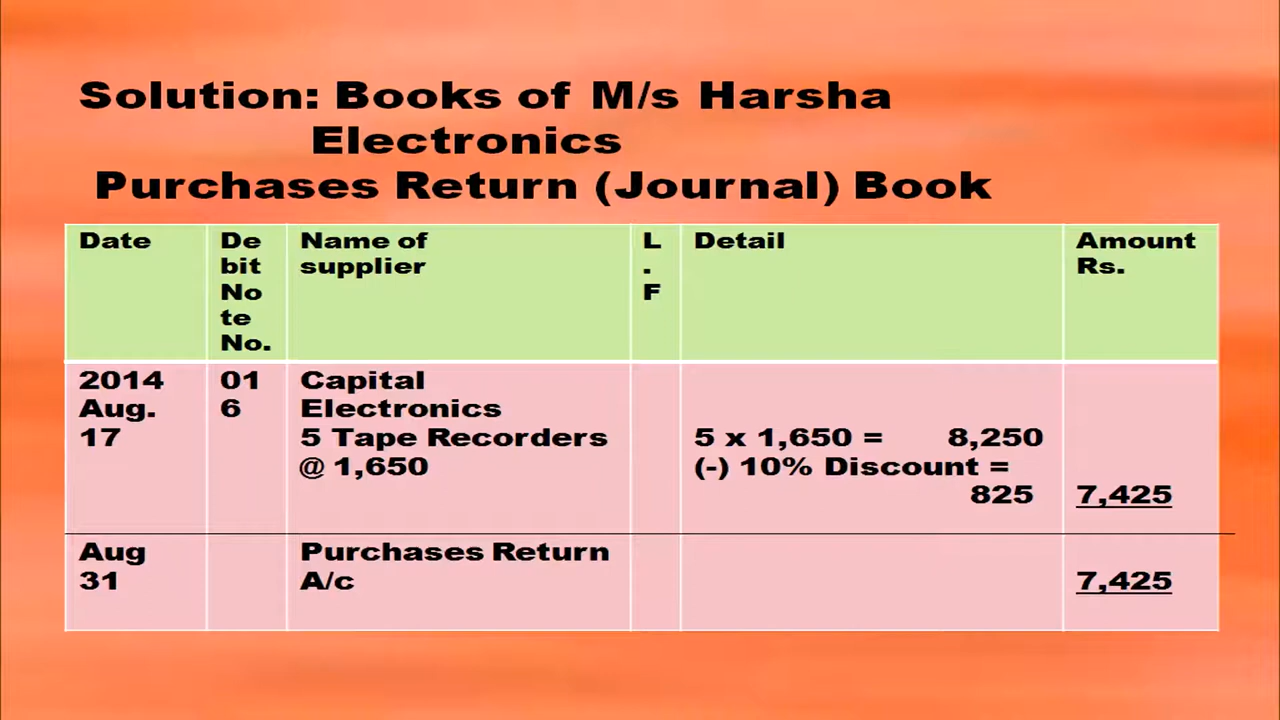 Solution: Books of M/s Harsha
Electronics
Purchases Return (Journal) Book
Date
De
bit
No
te
No.
Name of
supplier
L
.
F
Detail
Amount
Rs.
2014
Aug.
17
01
6
Capital
Electronics
5 Tape Recorders
@ 1,650
5 x 1,650 = 8,250
(-) 10% Discount =
825
7,425
Aug
31
Purchases Return
A/c
7,425